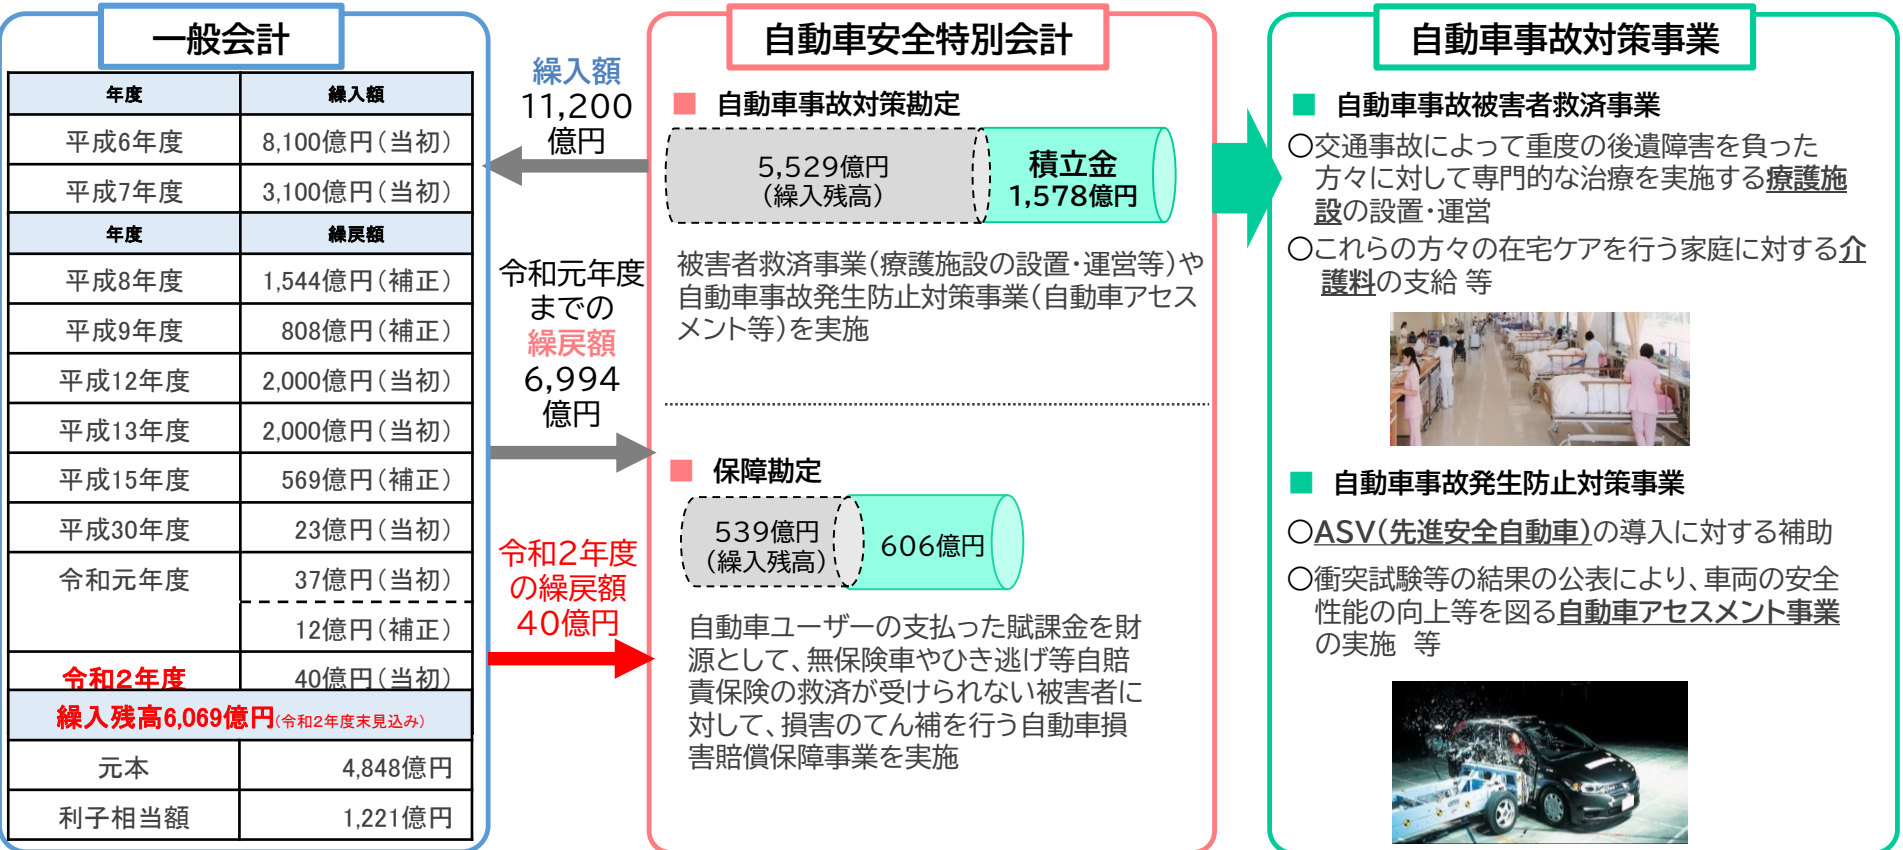 一般会計
年度 繰入額
平成6年度 8,100億円(当初)
平成7年度 3,100億円(当初)
年度 繰戻額
平成8年度 1,544億円(補正)
平成9年度 808億円(補正)
平成12年度 2,000億円(当初)
平成13年度 2,000億円(当初)
平成15年度 569億円(補正)
平成30年度 23億円(当初)
令和元年度 37億円(当初)
12億円(補正)
令和2年度 40億円(当初)
繰入残高6,069億円(令和2年度末見込み)
元本 4,848億円
利子相当額 1,221億円
繰入額
11,200
億円
令和元年度
までの
繰戻額
6,994
億円
令和2年度
の繰戻額
40億円
自動車安全特別会計
■ 自動車事故対策勘定
5,529億円
(繰入残高)
積立金
1,578億円
被害者救済事業(療護施設の設置・運営等)や
自動車事故発生防止対策事業(自動車アセス
メント等)を実施
■ 保障勘定
539億円
(繰入残高)
606億円
自動車ユーザーの支払った賦課金を財
源として、無保険車やひき逃げ等自賠
責保険の救済が受けられない被害者に
対して、損害のてん補を行う自動車損
害賠償保障事業を実施
自動車事故対策事業
■ 自動車事故被害者救済事業
○交通事故によって重度の後遺障害を負った
方々に対して専門的な治療を実施する療護施
設の設置・運営
○これらの方々の在宅ケアを行う家庭に対する介
護料の支給 等
■ 自動車事故発生防止対策事業
○ASV(先進安全自動車)の導入に対する補助
○衝突試験等の結果の公表により、車両の安全
性能の向上等を図る自動車アセスメント事業
の実施 等